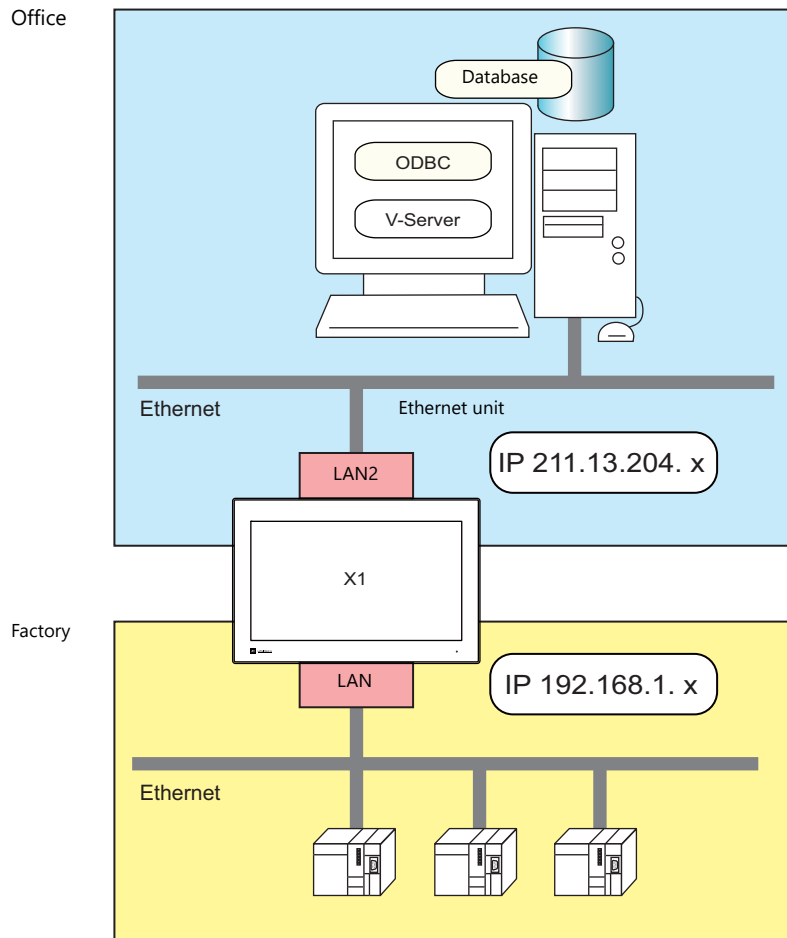 Office
Database
ODBC
V-Server
Ethernet
Ethernet unit
IP 211.13.204. x
LAN2
X1
Factory
LAN
IP 192.168.1. x
Ethernet